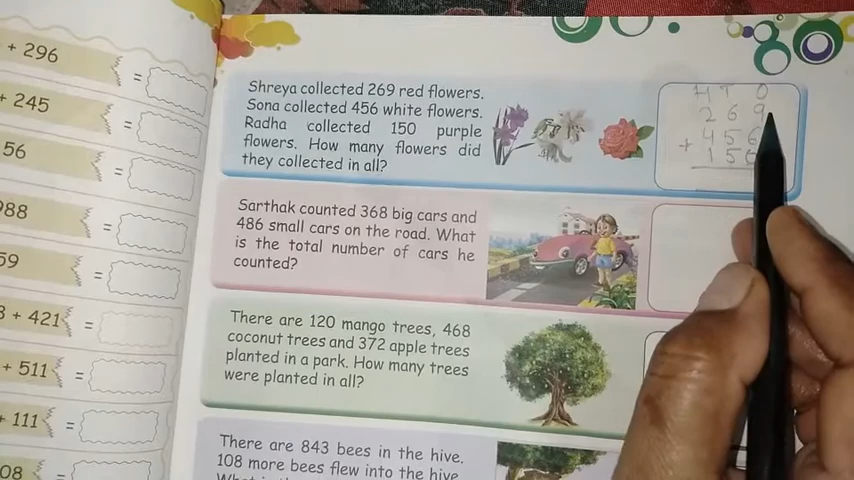 + 296
=
+ 245
=
56
=
988
=
59
=
3 + 421
=
+ 511
=
+ 111
=
08
=
Shreya collected 269 red flowers.
Sona collected 456 white flowers.
Radha collected 150 purple
flowers. How many flowers did
they collected in all?
H T O
2 6 9
+ 4 5 6
1 5 0
Sarthak counted 368 big cars and
486 small cars on the road. What
is the total number of cars he
counted?
There are 120 mango trees, 468
coconut trees and 372 apple trees
planted in a park. How many trees
were planted in all?
There are 843 bees in the hive.
108 more bees flew into the hive